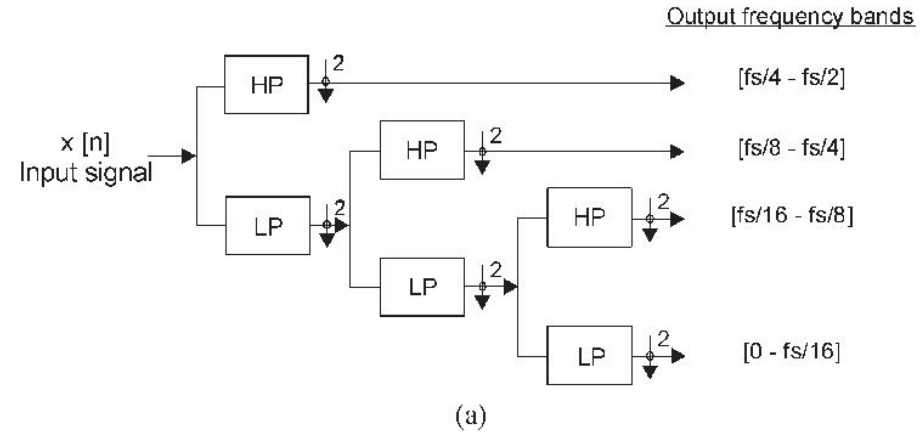 Output frequency bands
HP
2
[fs/4 - fs/2]
x [n]
Input signal
HP
2
[fs/8 - fs/4]
LP
2
HP
2
[fs/16 - fs/8]
LP
2
LP
2
[0 - fs/16]
(a)